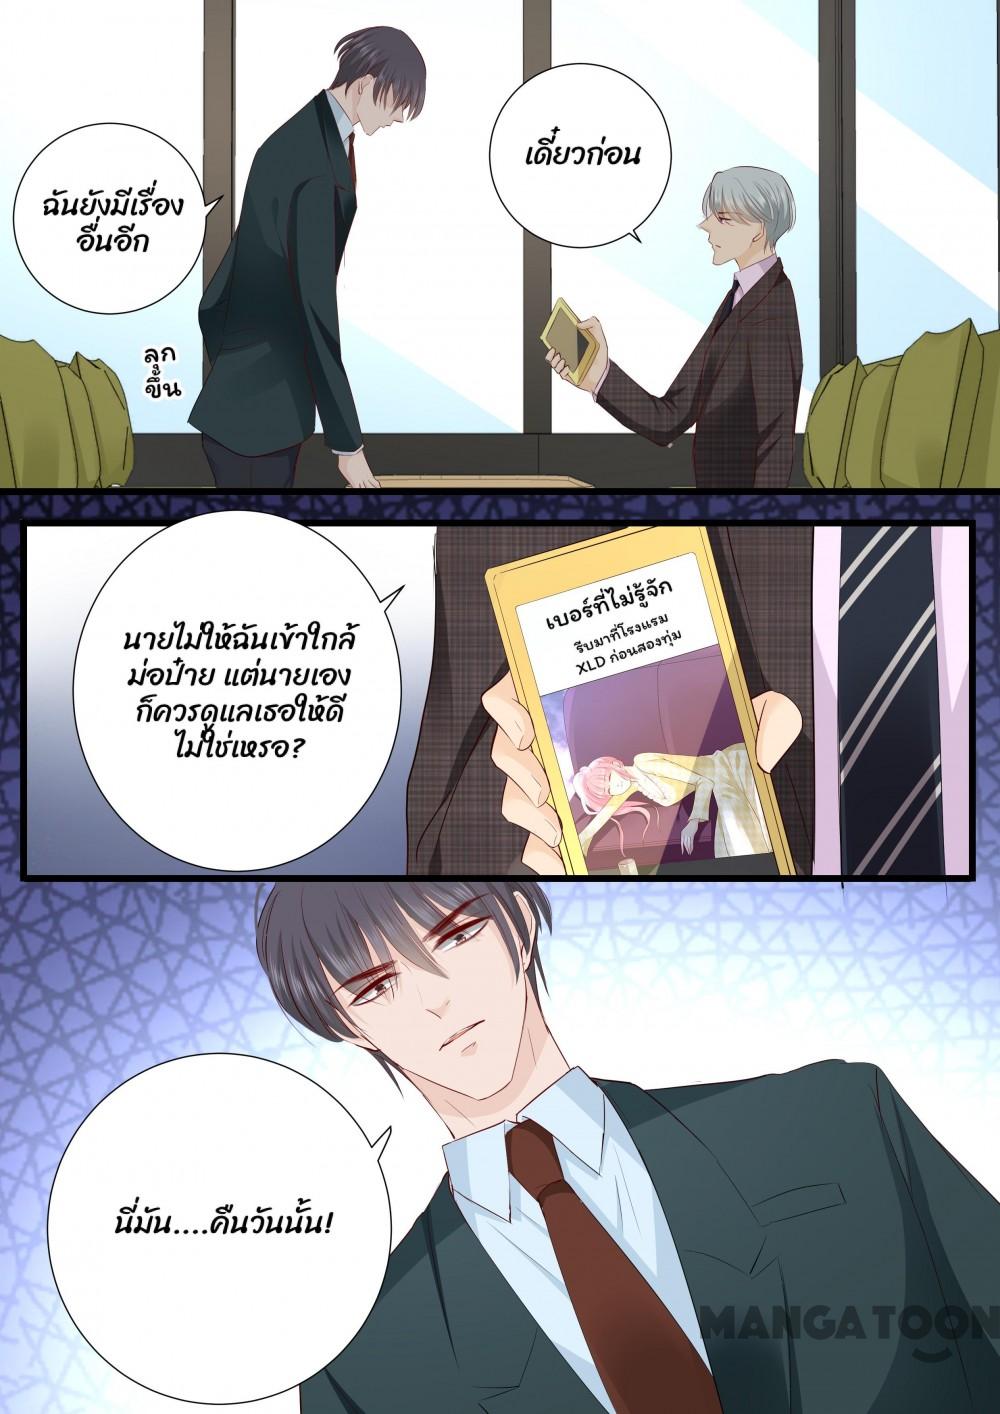 เดี๋ยวก่อน
ฉันยังมีเรื่อง
อื่นอีก
ลุก
ขึ้น
นายไม่ให้ฉันเข้าใกล้
ม่อป๋าย แต่นายเอง
ก็ควรดูแลเธอให้ดี
ไม่ใช่เหรอ?
เบอร์ที่ไม่รู้จัก
รีบมาที่โรงแรม
XLD ก่อนสองทุ่ม
นี่มัน....คืนวันนั้น!
MANGATOON